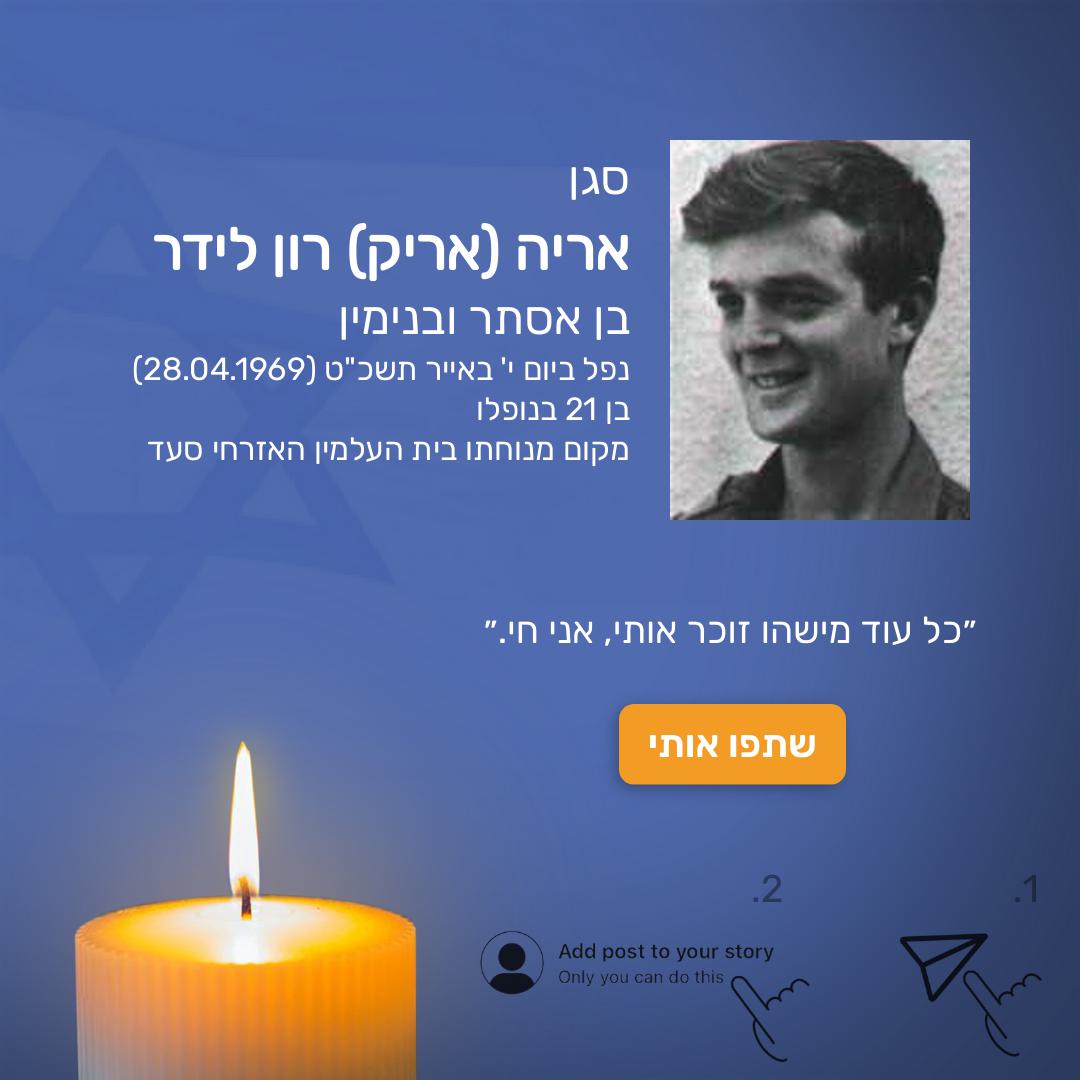 סגן
אריה (אריק) רון לידר
בן אסתר ובנימין
נפל ביום י' באייר תשכ"ט (28.04.1969)
בן 21 בנופלו
מקום מנוחתו בית העלמין האזרחי סעד
״כל עוד מישהו זוכר אותי, אני חי.״
שתפו אותי
1.
2.
Add post to your story
Only you can do this